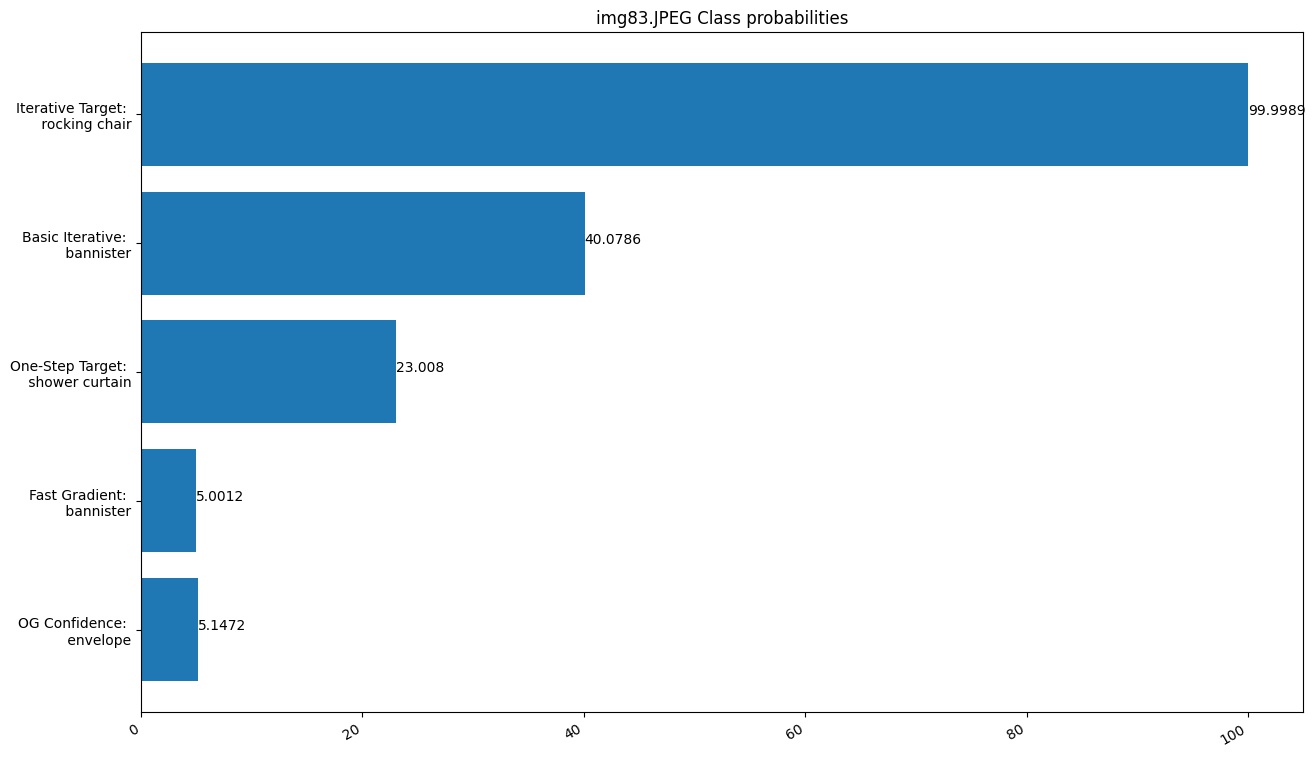 img83.JPEG Class probabilities
Iterative Target:
rocking chair
99.9989
Basic Iterative:
bannister
40.0786
One-Step Target:
shower curtain
23.008
Fast Gradient:
bannister
5.0012
OG Confidence:
envelope
5.1472
0
20
40
60
80
100